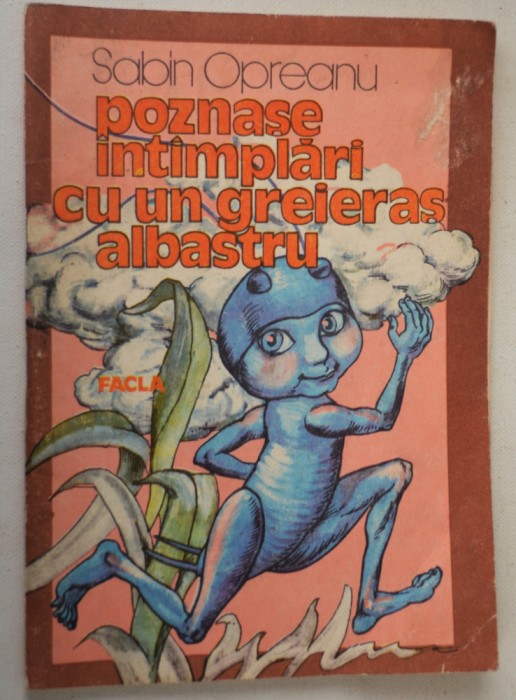 Sabin Opreanu
poznașe
întîmplări
cu un greieraș
albastru
FACLA